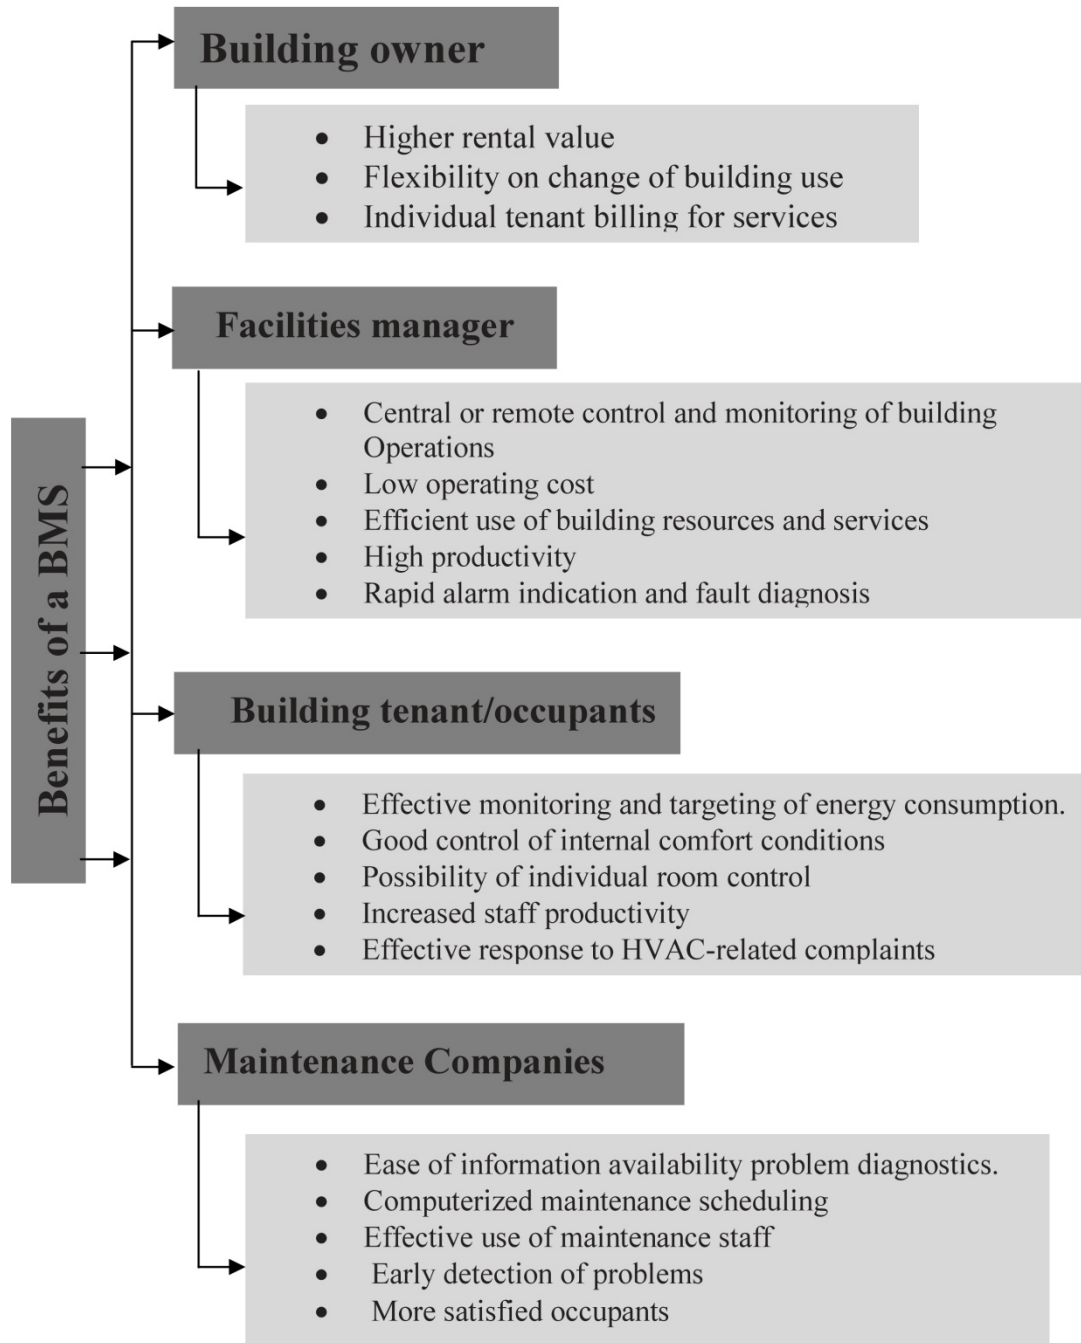 Benefits of a BMS
Building owner
• Higher rental value
• Flexibility on change of building use
• Individual tenant billing for services
Facilities manager
• Central or remote control and monitoring of building
Operations
• Low operating cost
• Efficient use of building resources and services
• High productivity
• Rapid alarm indication and fault diagnosis
Building tenant/occupants
• Effective monitoring and targeting of energy consumption.
• Good control of internal comfort conditions
• Possibility of individual room control
• Increased staff productivity
• Effective response to HVAC-related complaints
Maintenance Companies
• Ease of information availability problem diagnostics.
• Computerized maintenance scheduling
• Effective use of maintenance staff
• Early detection of problems
• More satisfied occupants